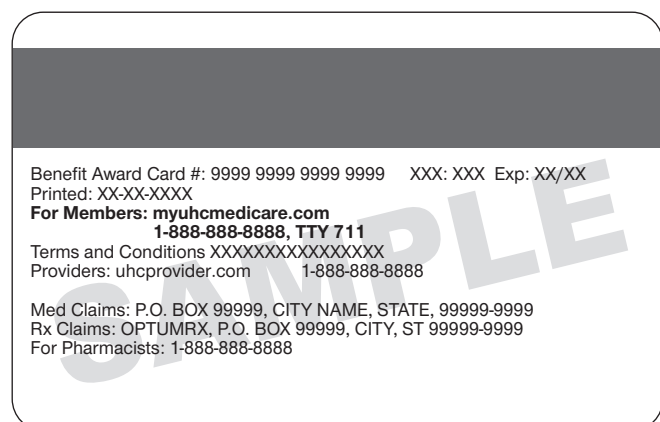 Benefit Award Card #: 9999 9999 9999 9999 XXX: XXX Exp: XX/XX
Printed: XX-XX-XXXX
For Members: myuhcmedicare.com
1-888-888-8888, TTY 711
Terms and Conditions XXXXXXXXXXXXXXXX
Providers: uhcprovider.com 1-888-888-8888
Med Claims: P.O. BOX 99999, CITY NAME, STATE, 99999-9999
Rx Claims: OPTUMRX, P.O. BOX 99999, CITY, ST 99999-9999
For Pharmacists: 1-888-888-8888
SAMPLE